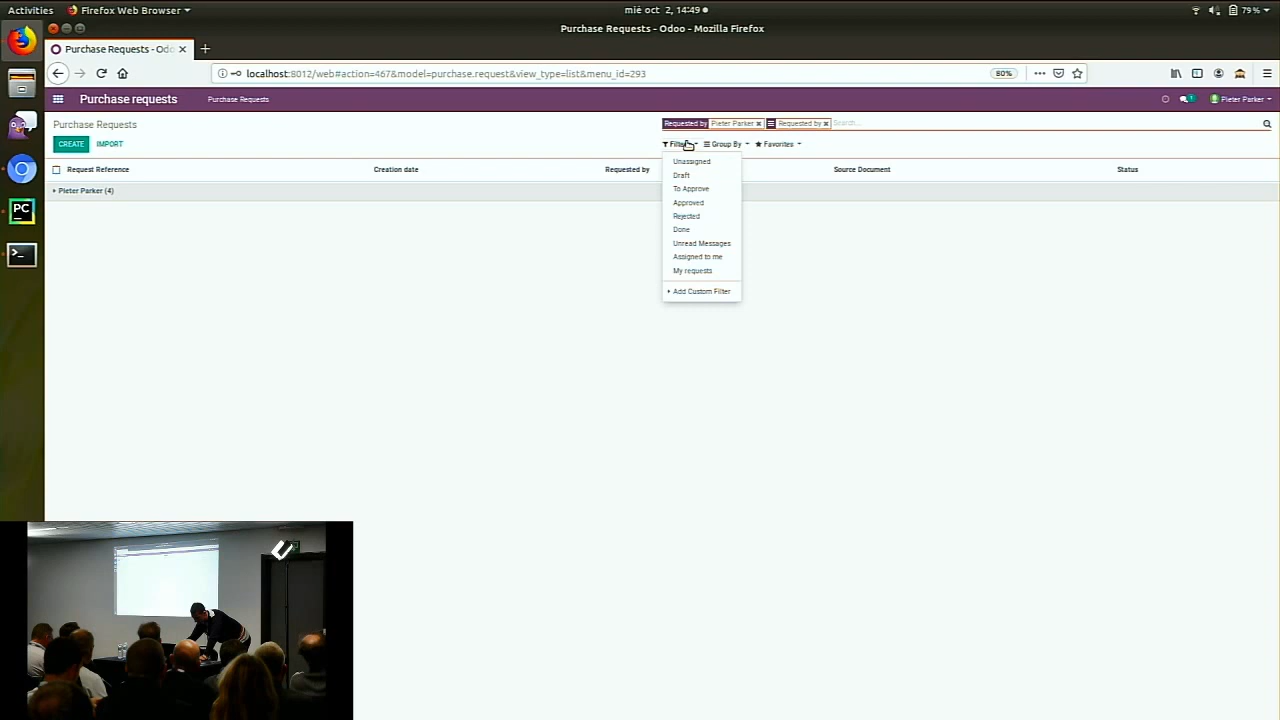 Activities Firefox Web Browser mié oct 2, 14:49 79%
Purchase Requests - Odoo - Mozilla Firefox
Purchase Requests - Odo
localhost:8012/web#action=467&model=purchase.request&view_type=list&menu_id=293 80%
Purchase requests Purchase Requests 1 Pieter Parker
Purchase Requests Requested by Pieter Parker Requested by Search...
CREATE IMPORT Filters Group By Favorites
Request Reference Creation date Requested by Source Document Status
Pieter Parker (4)
Unassigned
Draft
To Approve
Approved
Rejected
Done
Unread Messages
Assigned to me
My requests
Add Custom Filter
PC
>_